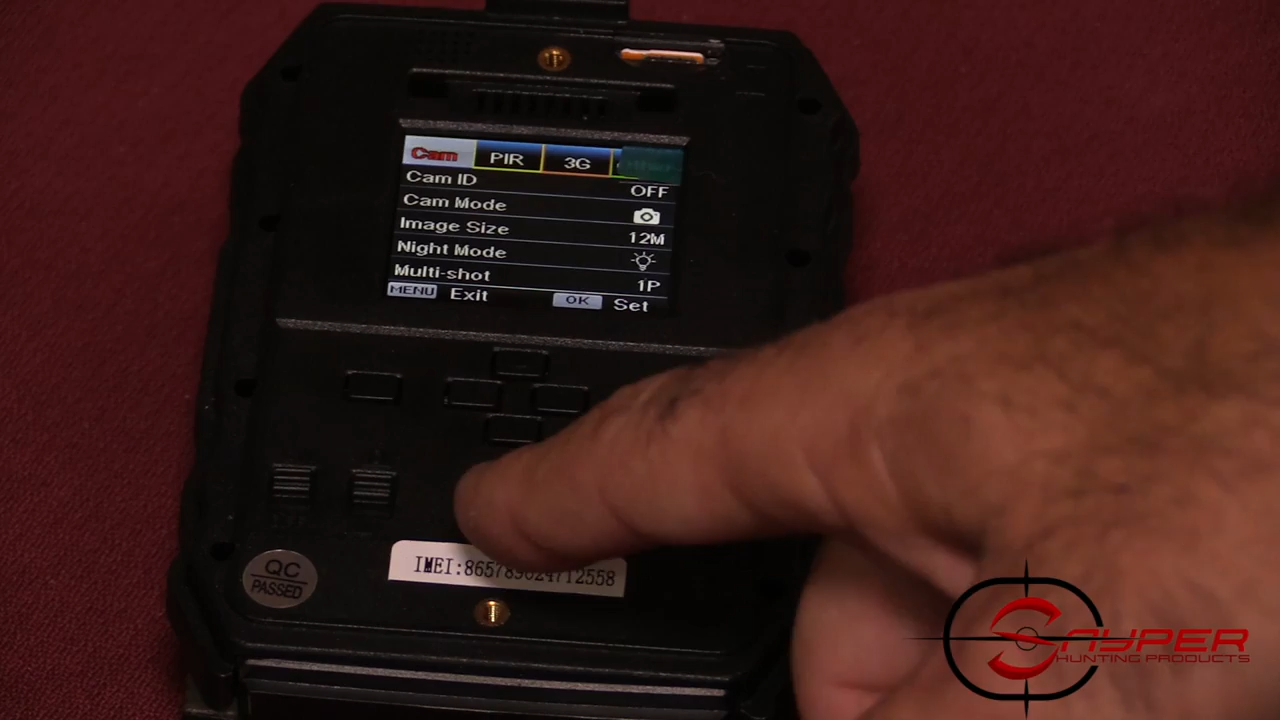 Cam PIR 3G
Cam ID OFF
Cam Mode
Image Size 12M
Night Mode
Multi-shot 1P
MENU Exit OK Set
QC
PASSED
IMEI:
SNYPER
HUNTING PRODUCTS